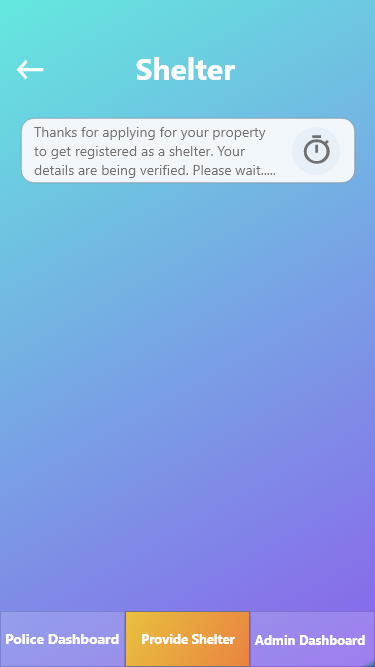 Shelter
Thanks for applying for your property
to get registered as a shelter. Your
details are being verified. Please wait.....
Police Dashboard
Provide Shelter
Admin Dashboard